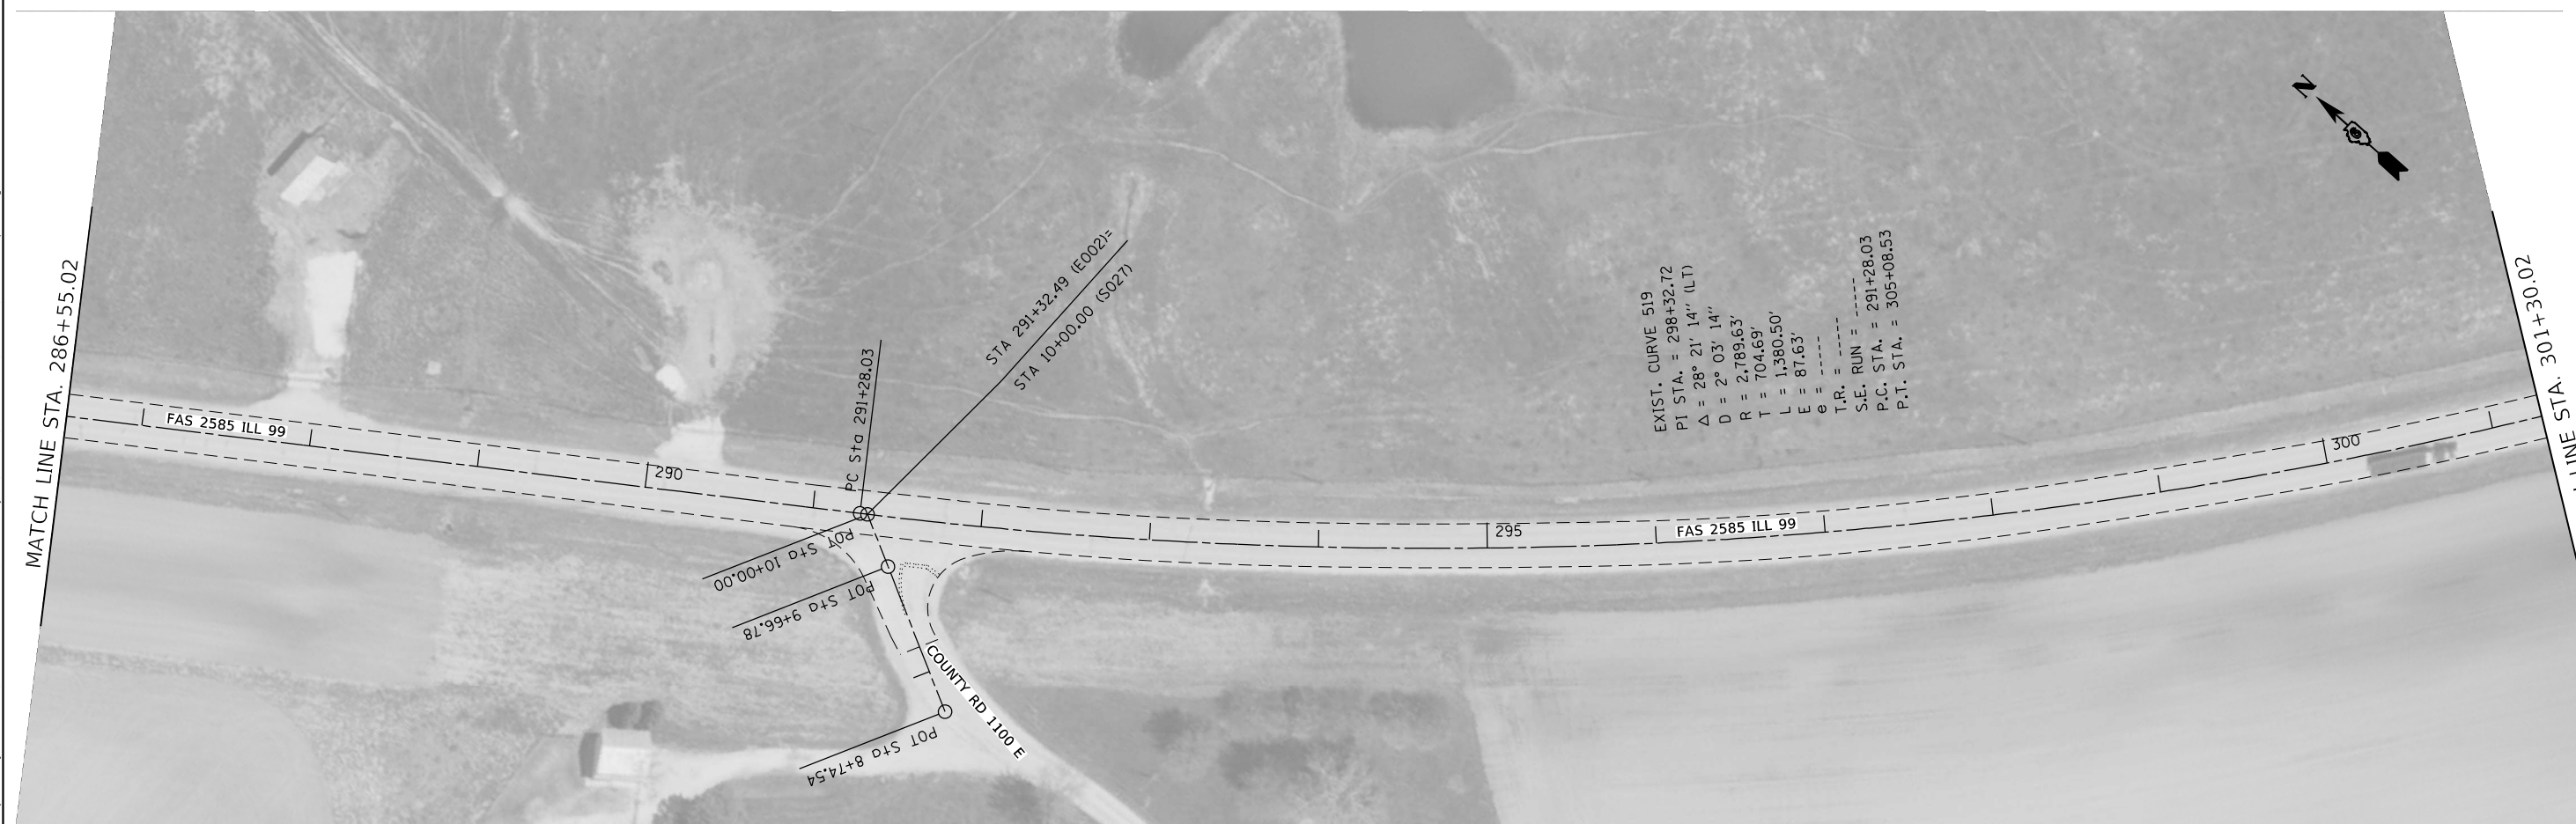 MATCH LINE STA. 286+55.02
FAS 2585 ILL 99
290
PC Sta 291+28.03
STA 291+32.49 (E002)=
STA 10+00.00 (S027)
POT Sta 10+00.00
POT Sta 9+66.78
POT Sta 8+74.54
COUNTY RD 1100 E
295
FAS 2585 ILL 99
EXIST. CURVE 519
PI STA. = 298+32.72
Δ = 28° 21' 14" (LT)
D = 2° 03' 14"
R = 2,789.63'
T = 704.69'
L = 1,380.50'
E = 87.63'
e = ------
T.R. = ------
S.E. RUN = ------
P.C. STA. = 291+28.03
P.T. STA. = 305+08.53
300
N
LINE STA. 301+30.02